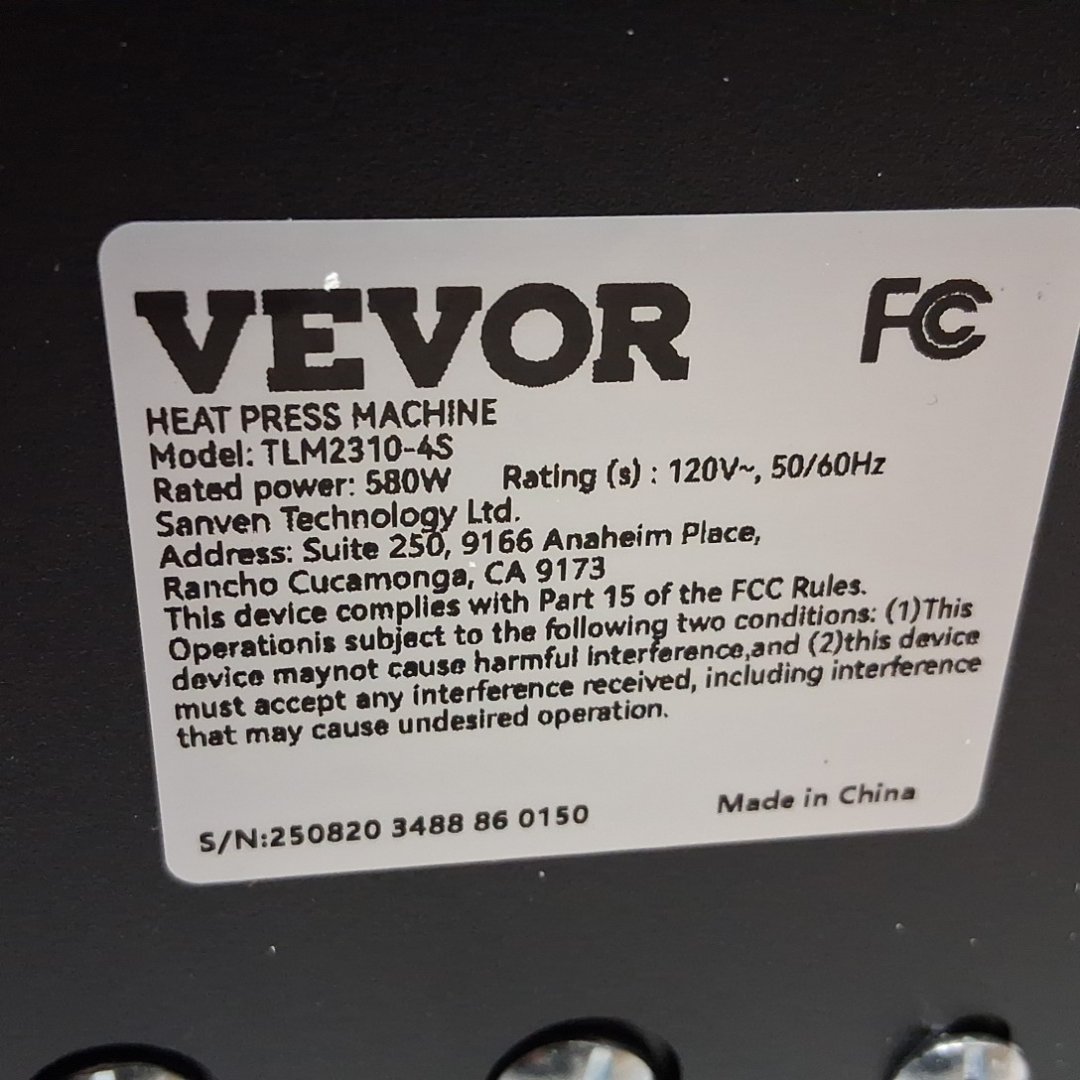 VEVOR
FC
HEAT PRESS MACHINE
Model: TLM2310-4S
Rated power: 580W Rating (s) : 120V~, 50/60Hz
Sanven Technology Ltd.
Address: Suite 250, 9166 Anaheim Place,
Rancho Cucamonga, CA 9173
This device complies with Part 15 of the FCC Rules.
Operationis subject to the following two conditions: (1)This
device maynot cause harmful interference,and (2)this device
must accept any interference received, including interference
that may cause undesired operation.
S/N:250820 3488 86 0150
Made in China